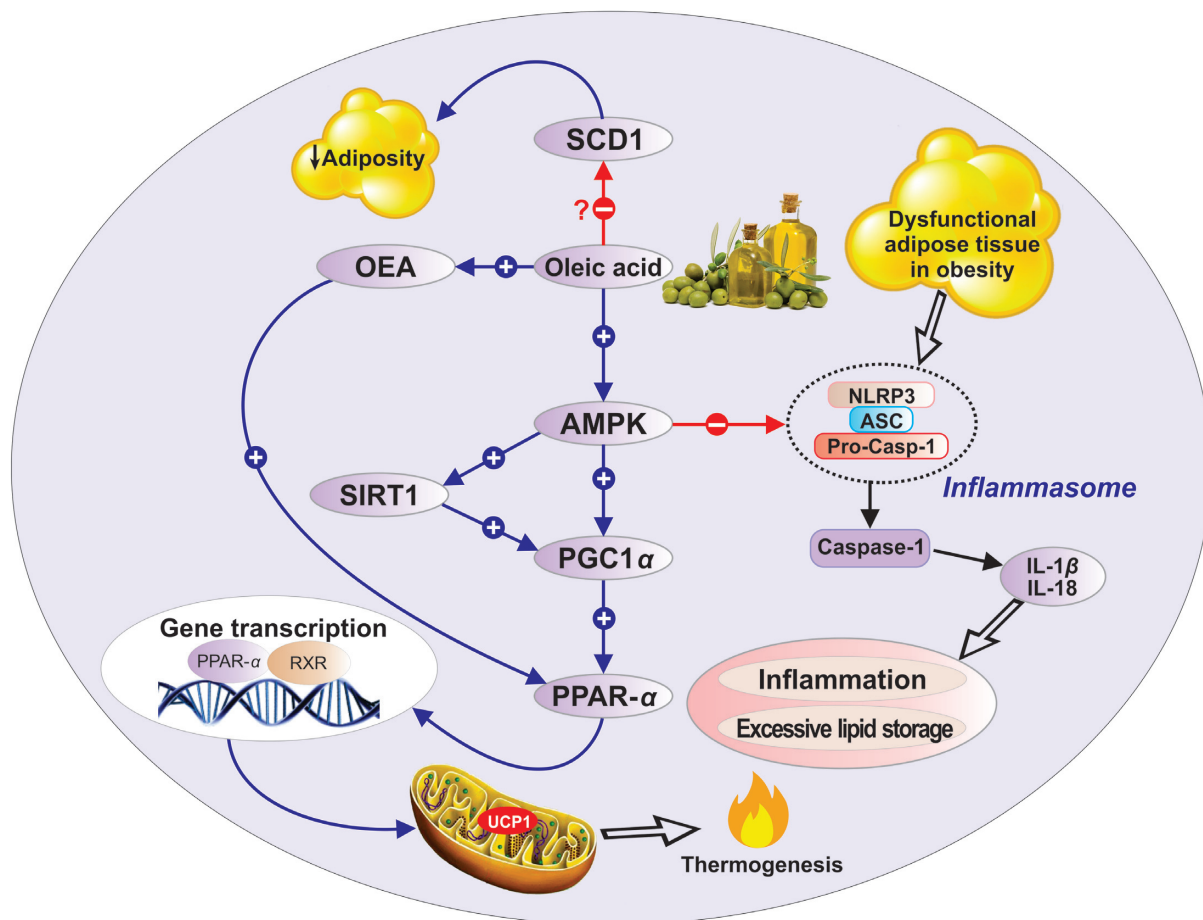 SCD1
↓Adiposity
?
Dysfunctional
adipose tissue
in obesity
OEA
Oleic acid
AMPK
NLRP3
ASC
Pro-Casp-1
SIRT1
Inflammasome
PGC1α
Caspase-1
IL-1β
IL-18
Gene transcription
PPAR-α
RXR
PPAR-α
Inflammation
Excessive lipid storage
UCP1
Thermogenesis